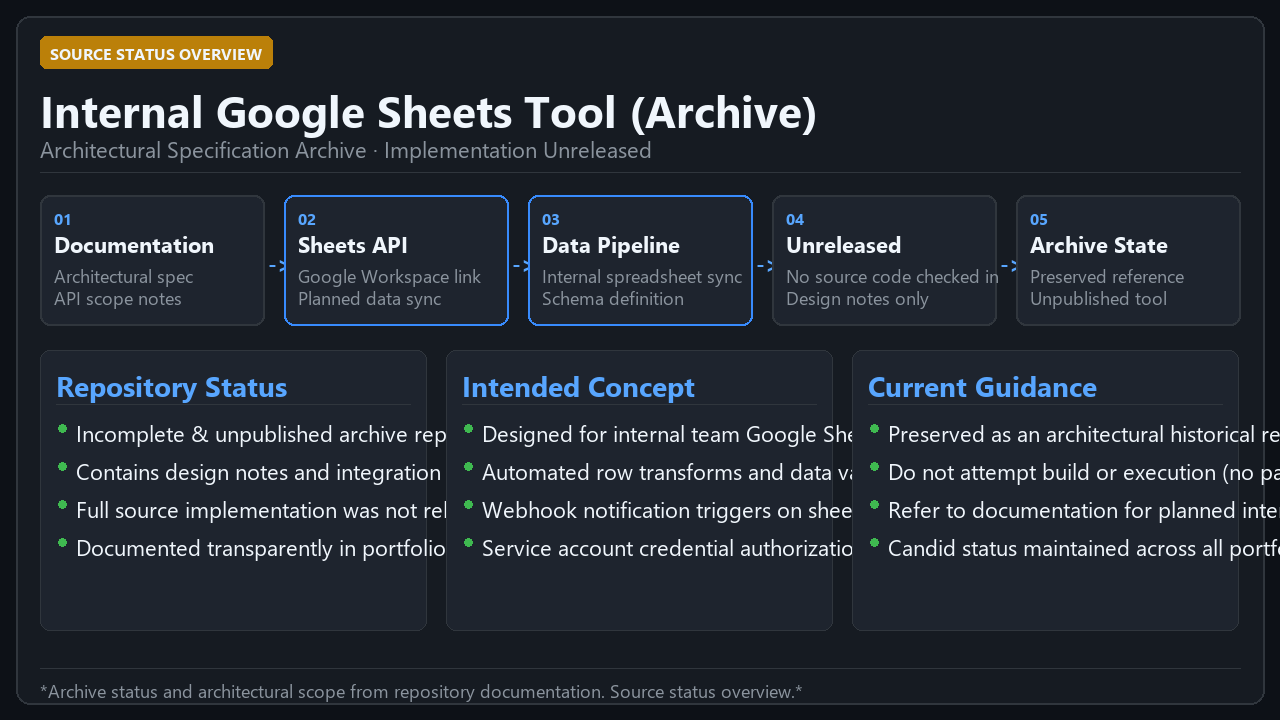 SOURCE STATUS OVERVIEW
Internal Google Sheets Tool (Archive)
Architectural Specification Archive · Implementation Unreleased
01
Documentation
Architectural spec
API scope notes
->
02
Sheets API
Google Workspace link
Planned data sync
->
03
Data Pipeline
Internal spreadsheet sync
Schema definition
->
04
Unreleased
No source code checked in
Design notes only
->
05
Archive State
Preserved reference
Unpublished tool
Repository Status
Incomplete & unpublished archive rep
Contains design notes and integration
Full source implementation was not rel
Documented transparently in portfolio
Intended Concept
Designed for internal team Google She
Automated row transforms and data va
Webhook notification triggers on shee
Service account credential authorizatio
Current Guidance
Preserved as an architectural historical re
Do not attempt build or execution (no pa
Refer to documentation for planned inte
Candid status maintained across all portf
*Archive status and architectural scope from repository documentation. Source status overview.*